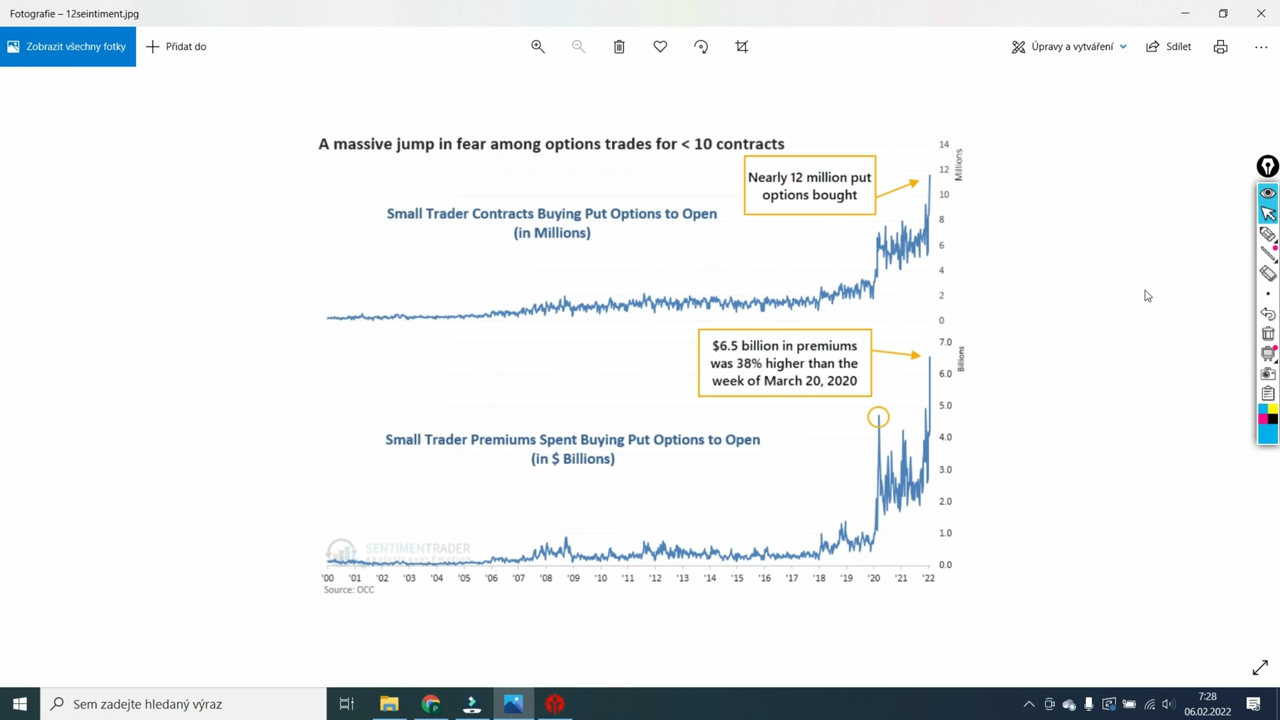 Fotografie – 12seintiment.jpg
Zobrazit všechny fotky
Přidat do
Úpravy a vytváření
Sdílet
A massive jump in fear among options trades for < 10 contracts
14
Millions
12
10
8
6
4
2
0
Nearly 12 million put
options bought
Small Trader Contracts Buying Put Options to Open
(in Millions)
$6.5 billion in premiums
was 38% higher than the
week of March 20, 2020
7.0
Billions
6.0
5.0
4.0
3.0
2.0
1.0
0.0
Small Trader Premiums Spent Buying Put Options to Open
(in $ Billions)
SENTIMENTRADER
'00 '01 '02 '03 '04 '05 '06 '07 '08 '09 '10 '11 '12 '13 '14 '15 '16 '17 '18 '19 '20 '21 '22
Source: OCC
Sem zadejte hledaný výraz
7:28
06.02.2022